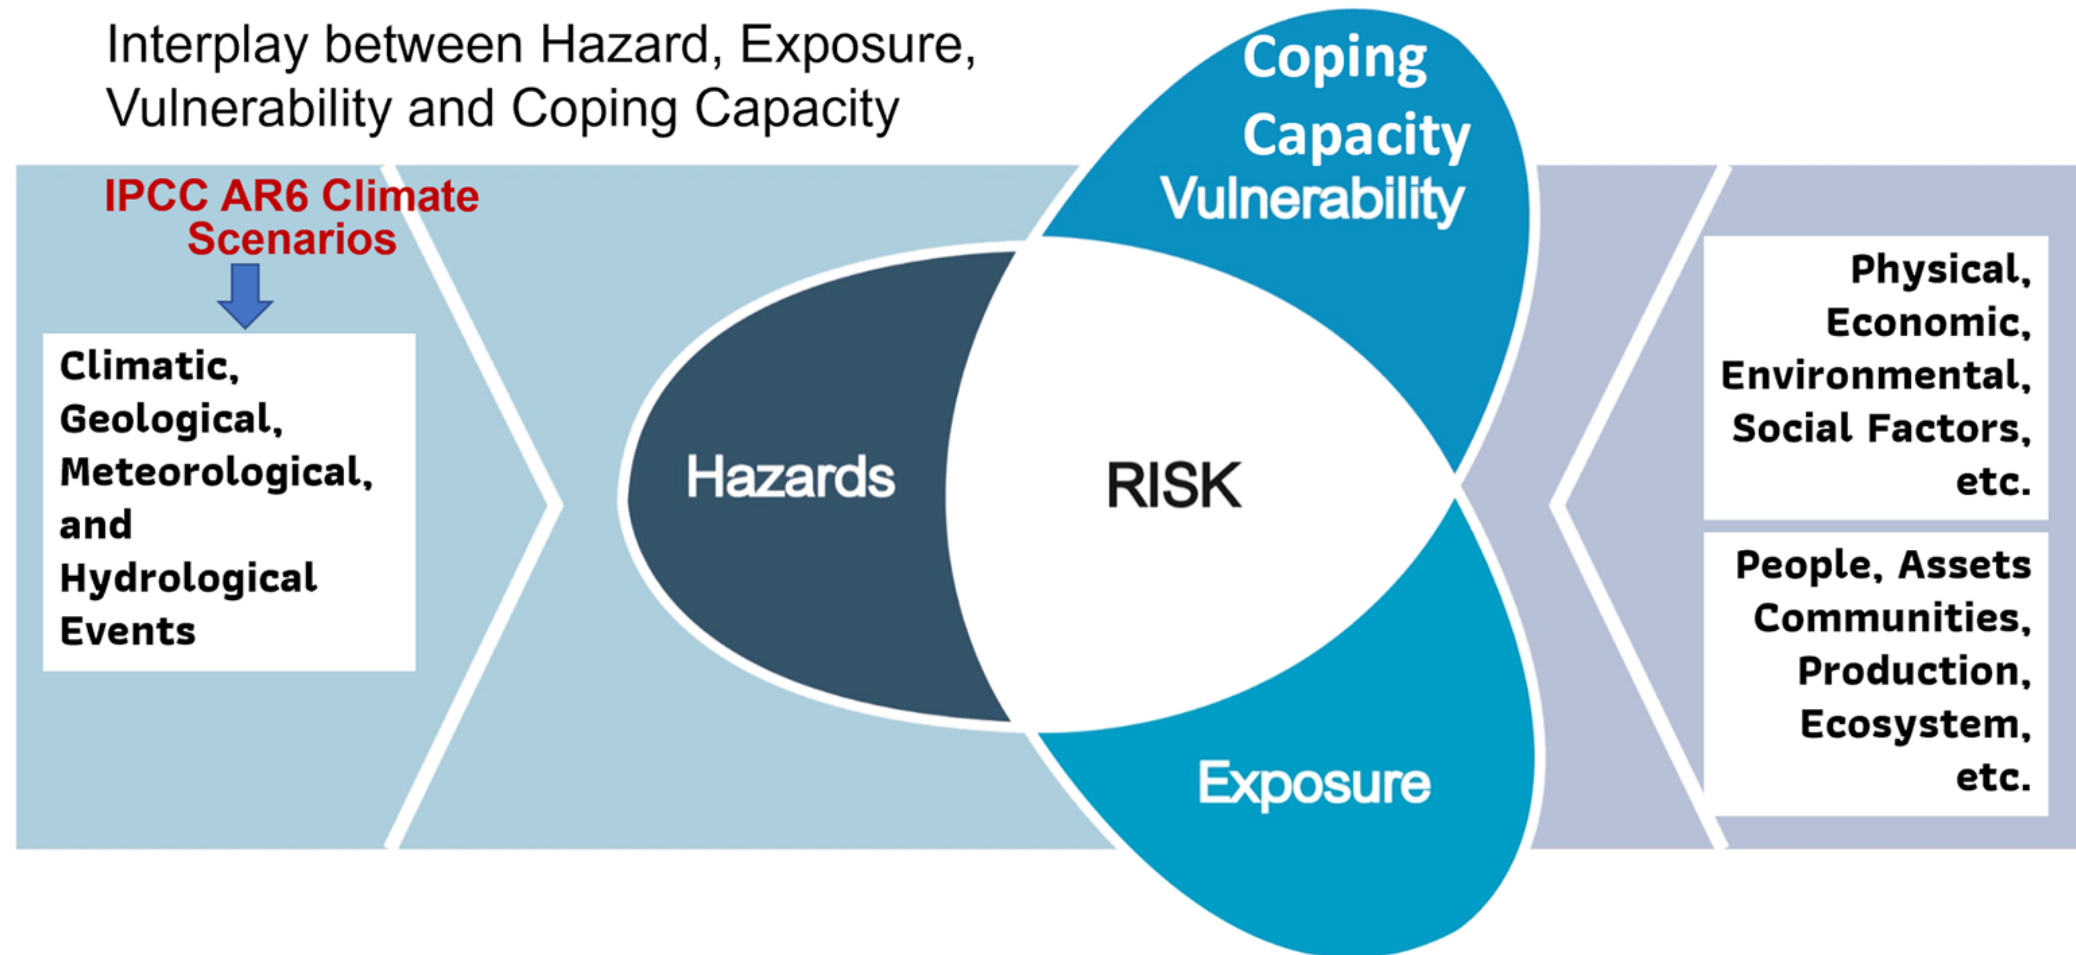 Interplay between Hazard, Exposure,
Vulnerability and Coping Capacity
IPCC AR6 Climate
Scenarios
Climatic,
Geological,
Meteorological,
and
Hydrological
Events
Hazards
RISK
Coping
Capacity
Vulnerability
Exposure
Physical,
Economic,
Environmental,
Social Factors,
etc.
People, Assets
Communities,
Production,
Ecosystem,
etc.